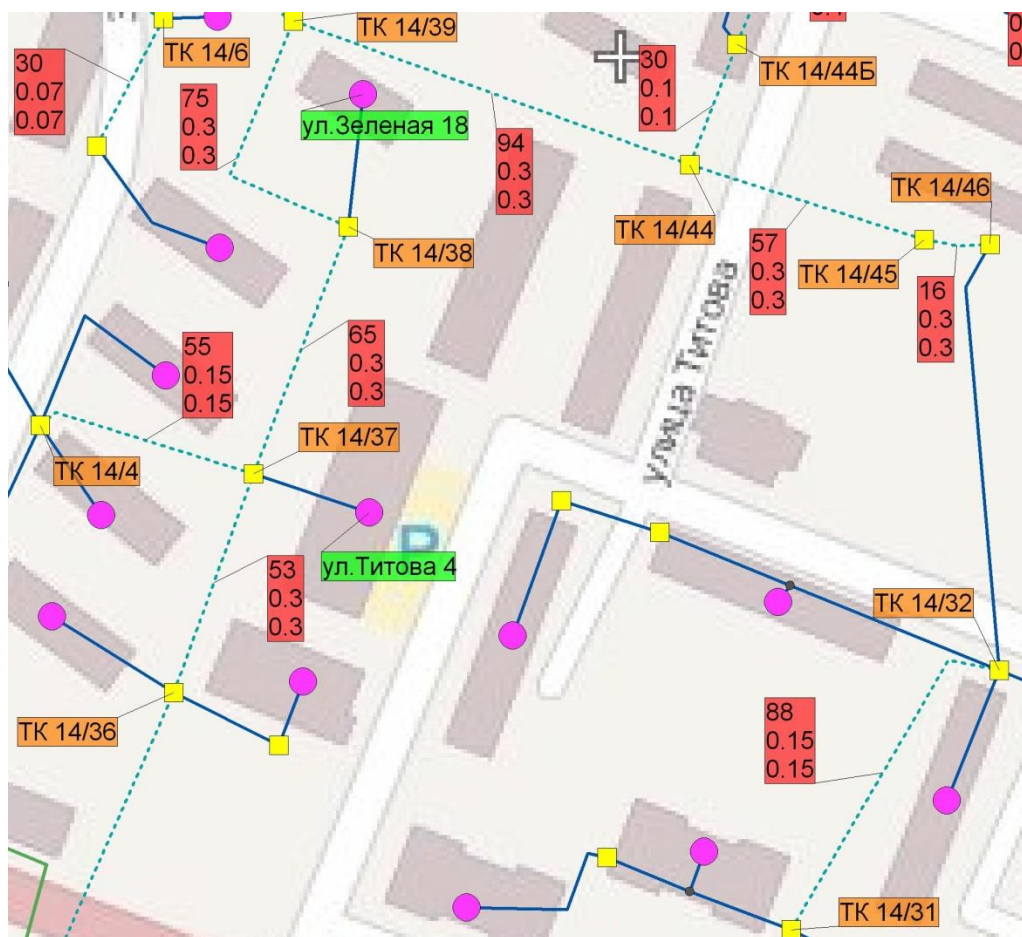 ТК 14/6
ТК 14/39
30
0.07
0.07
75
0.3
0.3
ул.Зеленая 18
94
0.3
0.3
30
0.1
0.1
ТК 14/44Б
ТК 14/38
ТК 14/44
57
0.3
0.3
ТК 14/46
ТК 14/45
16
0.3
0.3
улица Титова
55
0.15
0.15
65
0.3
0.3
ТК 14/37
ТК 14/4
P
ул.Титова 4
53
0.3
0.3
ТК 14/32
ТК 14/36
88
0.15
0.15
ТК 14/31